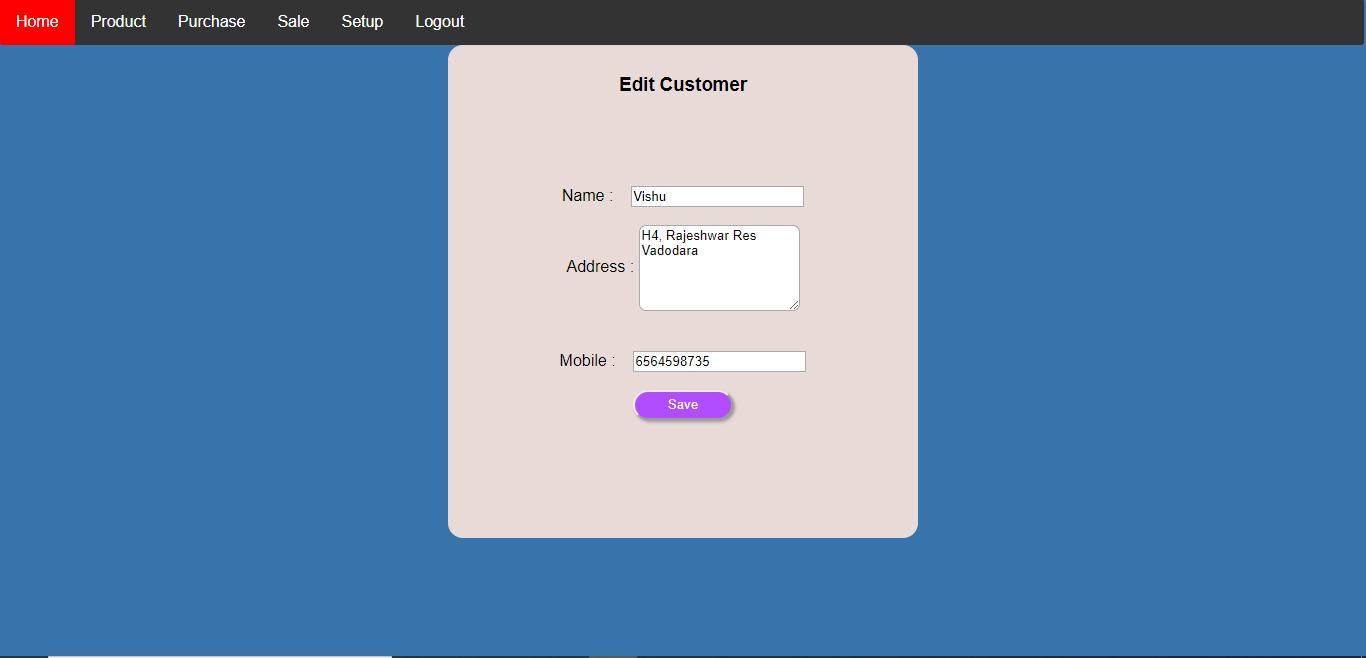 Home Product Purchase Sale Setup Logout
Edit Customer
Name : Vishu
Address : H4, Rajeshwar Res
Vadodara
Mobile : 6564598735
Save